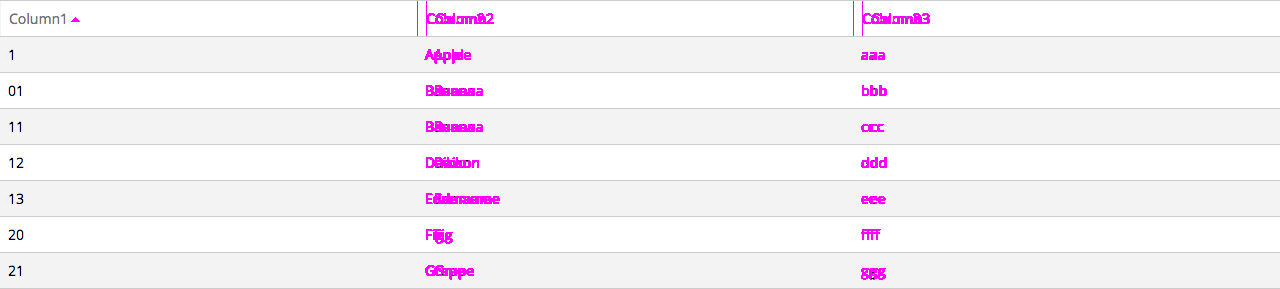 Column1 Column2 Column3
1 Apple aaa
01 Banana bbb
11 Banana ccc
12 Daikon ddd
13 Edamame eee
20 Fig fff
21 Grape ggg